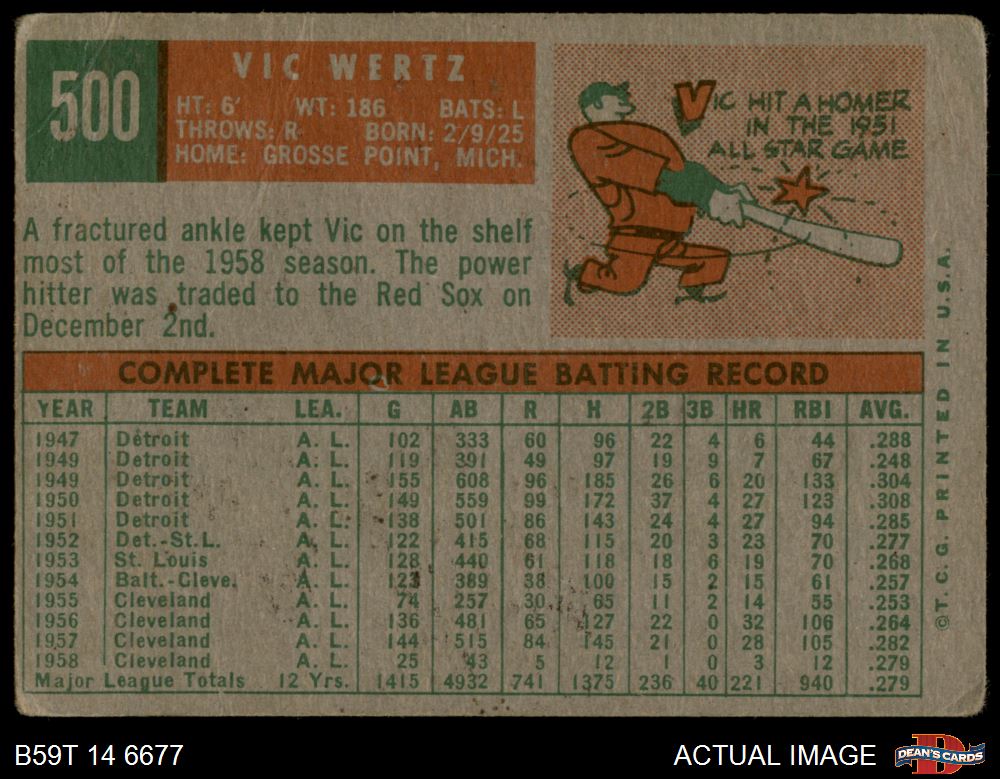 500
VIC WERTZ
HT: 6' WT: 186 BATS: L
THROWS: R BORN: 2/9/25
HOME: GROSSE POINT, MICH.
VIC HIT A HOMER
IN THE 1951
ALL STAR GAME
A fractured ankle kept Vic on the shelf
most of the 1958 season. The power
hitter was traded to the Red Sox on
December 2nd.
COMPLETE MAJOR LEAGUE BATTING RECORD
YEAR TEAM LEA. G AB R H 2B 3B HR RBI AVG.
1947 Detroit A. L. 102 333 60 96 22 4 6 44 .288
1949 Detroit A. L. 119 391 49 97 19 9 7 67 .248
1949 Detroit A. L. 155 608 96 185 26 6 20 133 .304
1950 Detroit A. L. 149 559 99 172 37 4 27 123 .308
1951 Detroit A. L. 138 501 86 143 24 4 27 94 .285
1952 Det.-St.L. A. L. 122 415 68 115 20 3 23 70 .277
1953 St. Louis A. L. 128 440 61 118 18 6 19 70 .268
1954 Balt.-Cleve. A. L. 123 389 38 100 15 2 15 61 .257
1955 Cleveland A. L. 74 257 30 65 11 2 14 55 .253
1956 Cleveland A. L. 136 481 65 127 22 0 32 106 .264
1957 Cleveland A. L. 144 515 84 145 21 0 28 105 .282
1958 Cleveland A. L. 25 43 5 12 1 0 3 12 .279
Major League Totals 12 Yrs. 1415 4932 741 1375 236 40 221 940 .279
©T.C.G. PRINTED IN U.S.A.
B59T 14 6677
ACTUAL IMAGE
DEAN'S CARDS